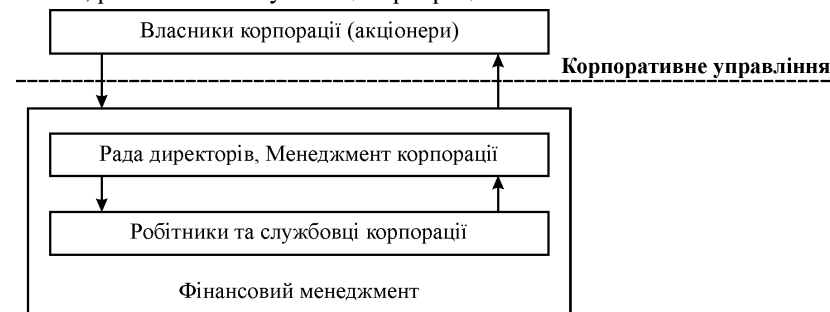 Власники корпорації (акціонери)
Корпоративне управління
Рада директорів, Менеджмент корпорації
Робітники та службовці корпорації
Фінансовий менеджмент